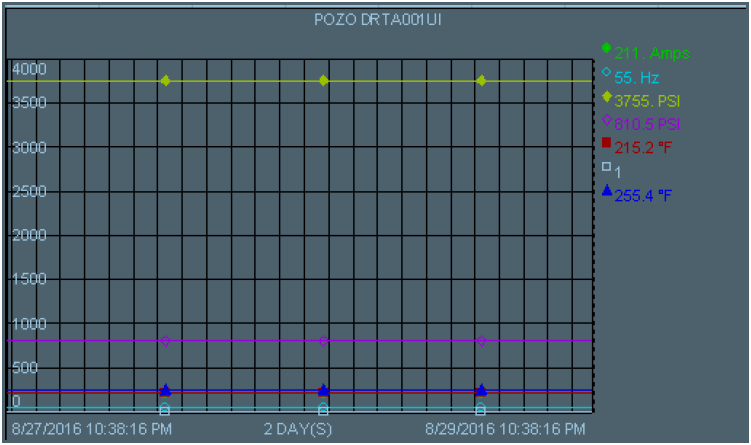 POZO DRTA001UI
211. Amps
55. Hz
3755. PSI
810.5 PSI
215.2 °F
1
255.4 °F
4000
3500
3000
2500
2000
1500
1000
500
0
8/27/2016 10:38:16 PM 2 DAY(S) 8/29/2016 10:38:16 PM